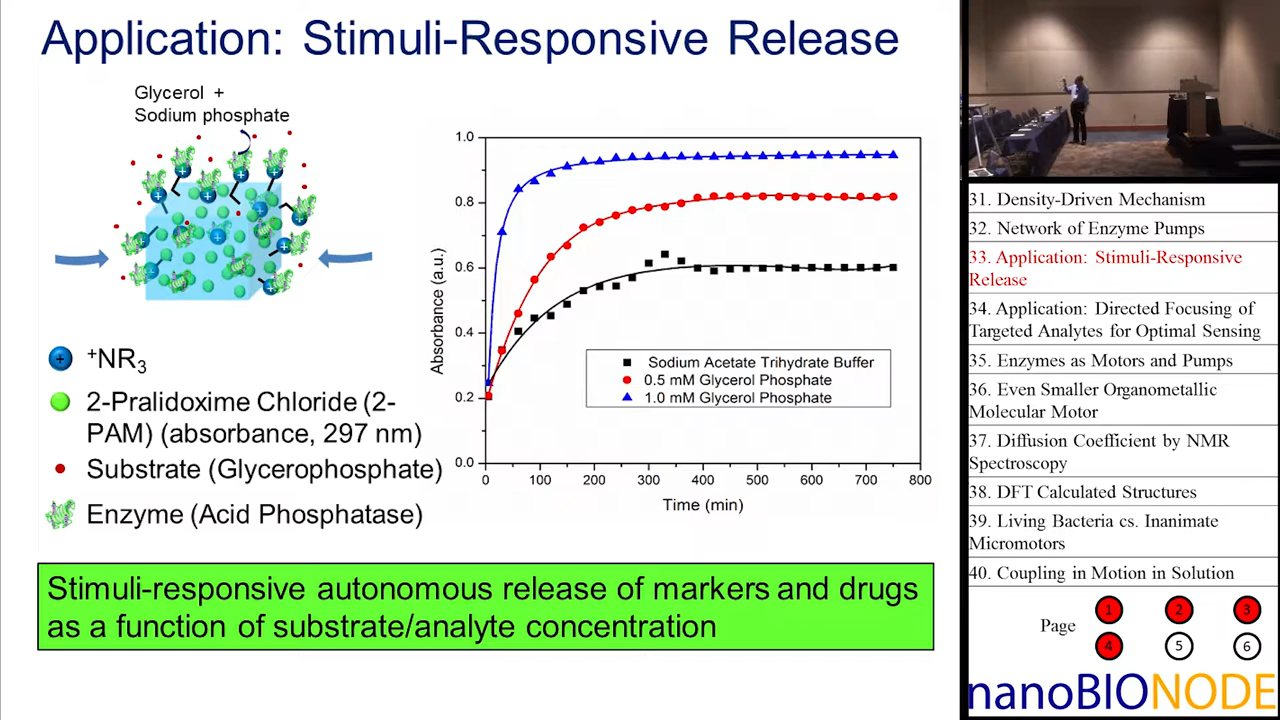 Application: Stimuli-Responsive Release
Glycerol +
Sodium phosphate
+NR3
2-Pralidoxime Chloride (2-
PAM) (absorbance, 297 nm)
Substrate (Glycerophosphate)
Enzyme (Acid Phosphatase)
Absorbance (a.u.)
1.0
0.8
0.6
0.4
0.2
0.0
0 100 200 300 400 500 600 700 800
Time (min)
Sodium Acetate Trihydrate Buffer
0.5 mM Glycerol Phosphate
1.0 mM Glycerol Phosphate
Stimuli-responsive autonomous release of markers and drugs
as a function of substrate/analyte concentration
31. Density-Driven Mechanism
32. Network of Enzyme Pumps
33. Application: Stimuli-Responsive
Release
34. Application: Directed Focusing of
Targeted Analytes for Optimal Sensing
35. Enzymes as Motors and Pumps
36. Even Smaller Organometallic
Molecular Motor
37. Diffusion Coefficient by NMR
Spectroscopy
38. DFT Calculated Structures
39. Living Bacteria cs. Inanimate
Micromotors
40. Coupling in Motion in Solution
Page
1 2 3
4 5 6
nanoBIONODE